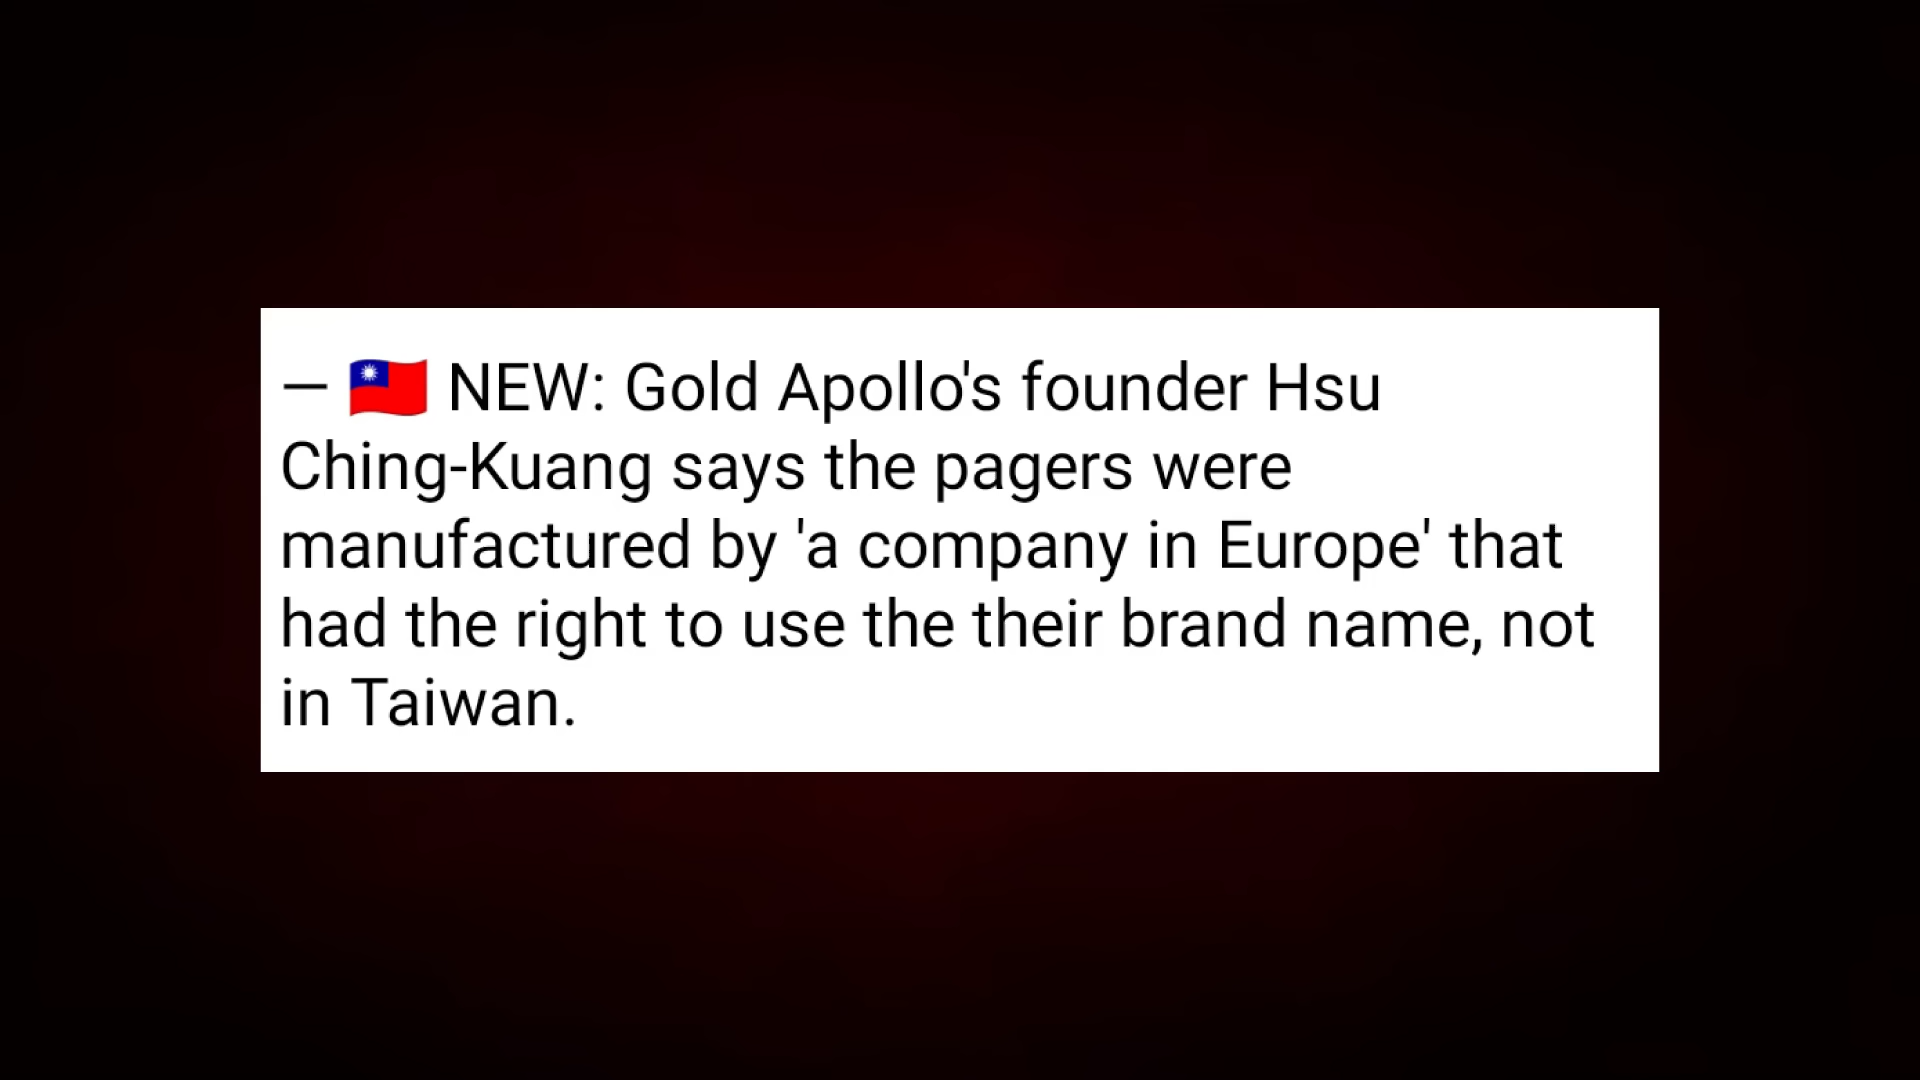 — 🇹🇼 NEW: Gold Apollo's founder Hsu
Ching-Kuang says the pagers were
manufactured by 'a company in Europe' that
had the right to use the their brand name, not
in Taiwan.